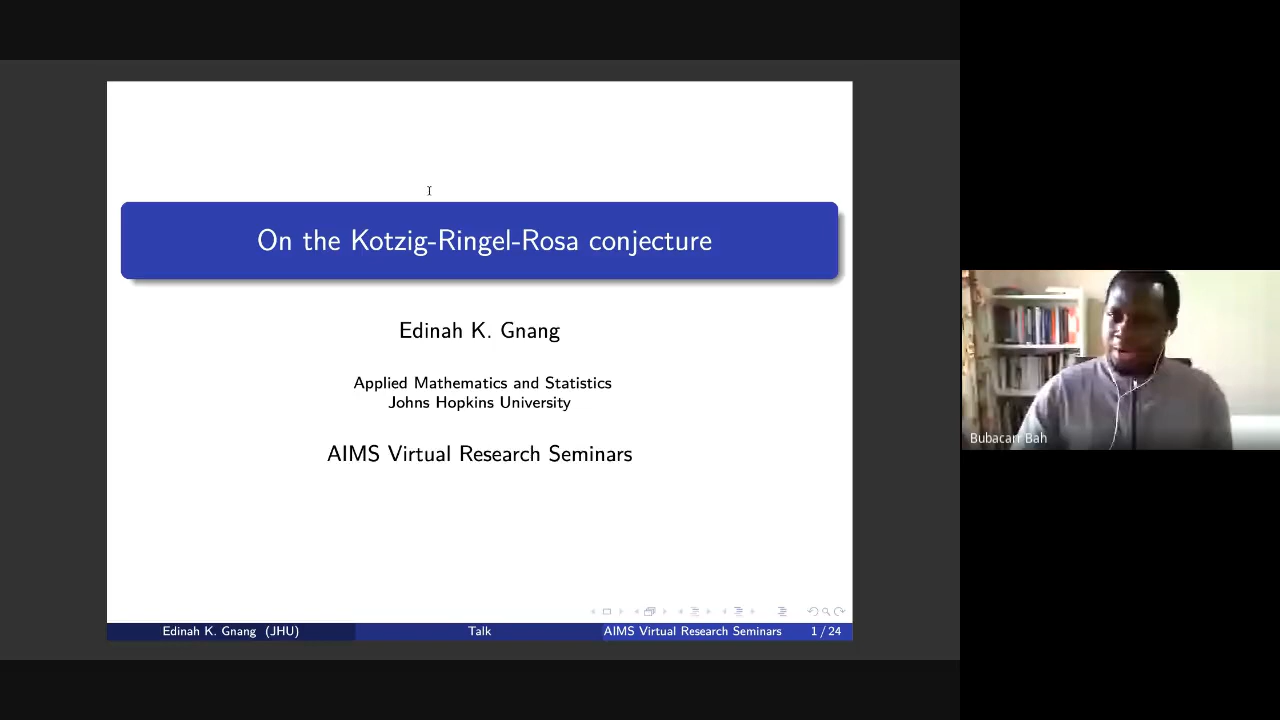 On the Kotzig-Ringel-Rosa conjecture
Edinah K. Gnang
Applied Mathematics and Statistics
Johns Hopkins University
AIMS Virtual Research Seminars
Edinah K. Gnang (JHU)
Talk
AIMS Virtual Research Seminars
1 / 24
Bubacarr Bah